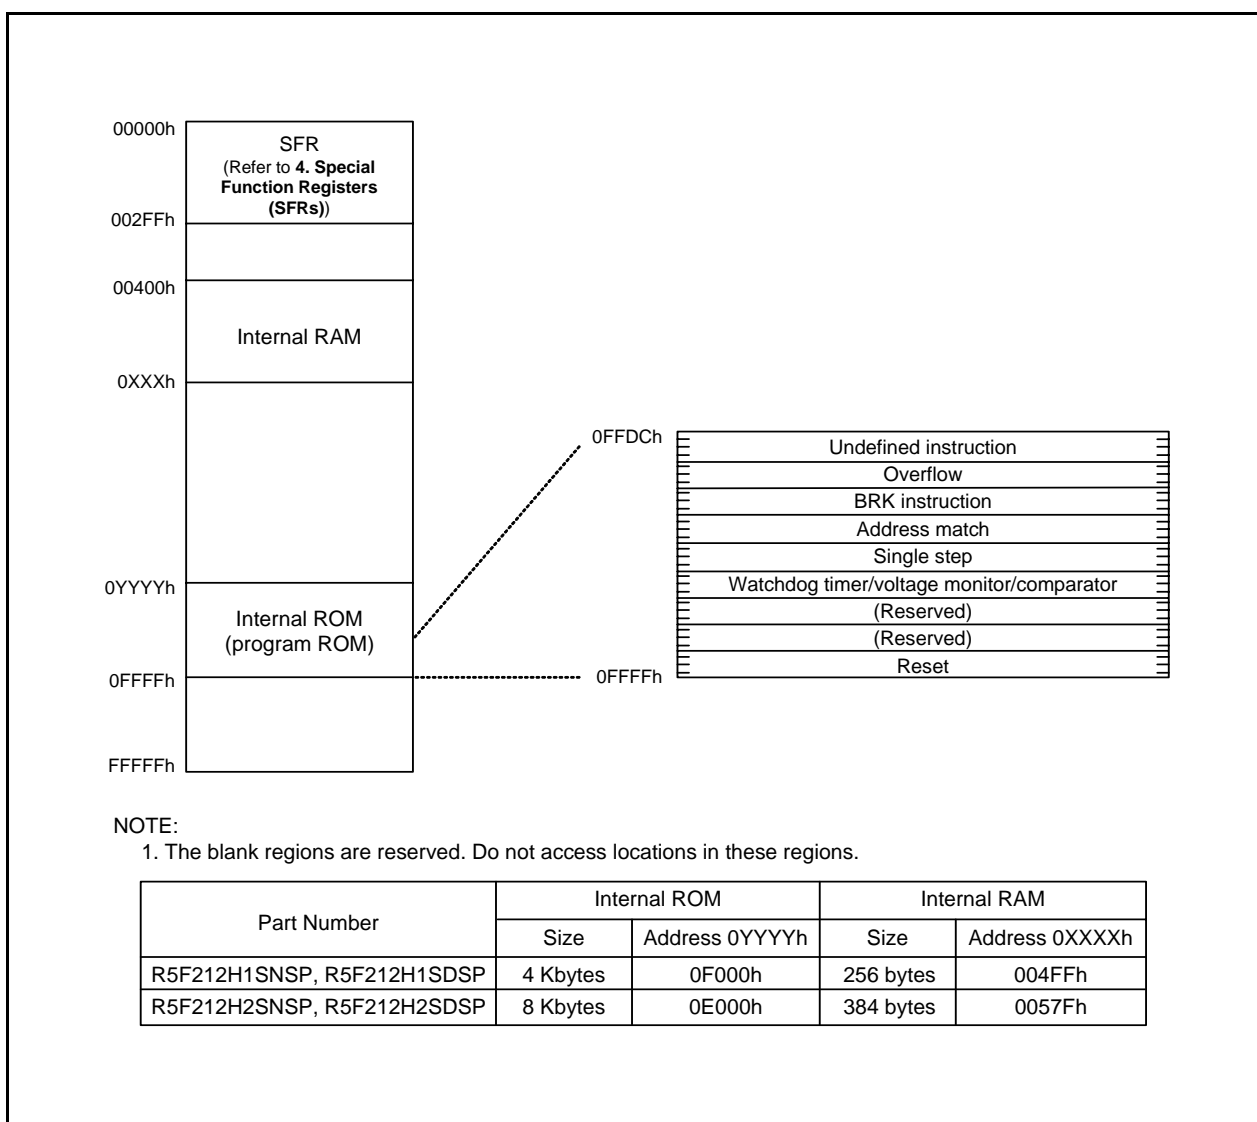 00000h
SFR
(Refer to 4. Special
Function Registers
(SFRs))
002FFh
00400h
Internal RAM
0XXXh
0YYYYh
Internal ROM
(program ROM)
0FFFFh
FFFFFh
0FFDCh
Undefined instruction
Overflow
BRK instruction
Address match
Single step
Watchdog timer/voltage monitor/comparator
(Reserved)
(Reserved)
Reset
0FFFFh
NOTE:
1. The blank regions are reserved. Do not access locations in these regions.
Part Number Internal ROM Internal RAM
Size Address 0YYYYh Size Address 0XXXXh
R5F212H1SNSP, R5F212H1SDSP 4 Kbytes 0F000h 256 bytes 004FFh
R5F212H2SNSP, R5F212H2SDSP 8 Kbytes 0E000h 384 bytes 0057Fh